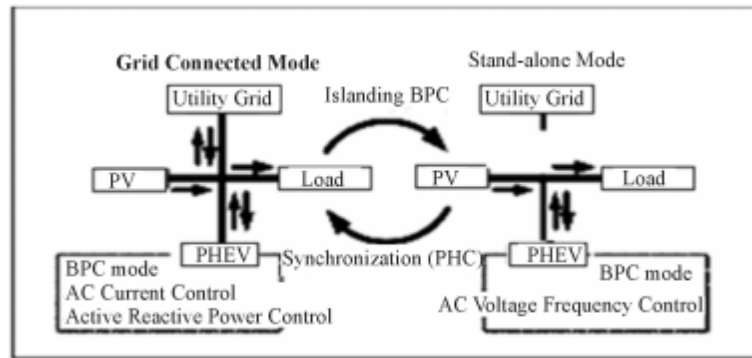 Grid Connected Mode
Stand-alone Mode
Utility Grid
Islanding BPC
Utility Grid
PV
Load
PV
Load
PHEV
Synchronization (PHC)
PHEV
BPC mode
AC Current Control
Active Reactive Power Control
BPC mode
AC Voltage Frequency Control